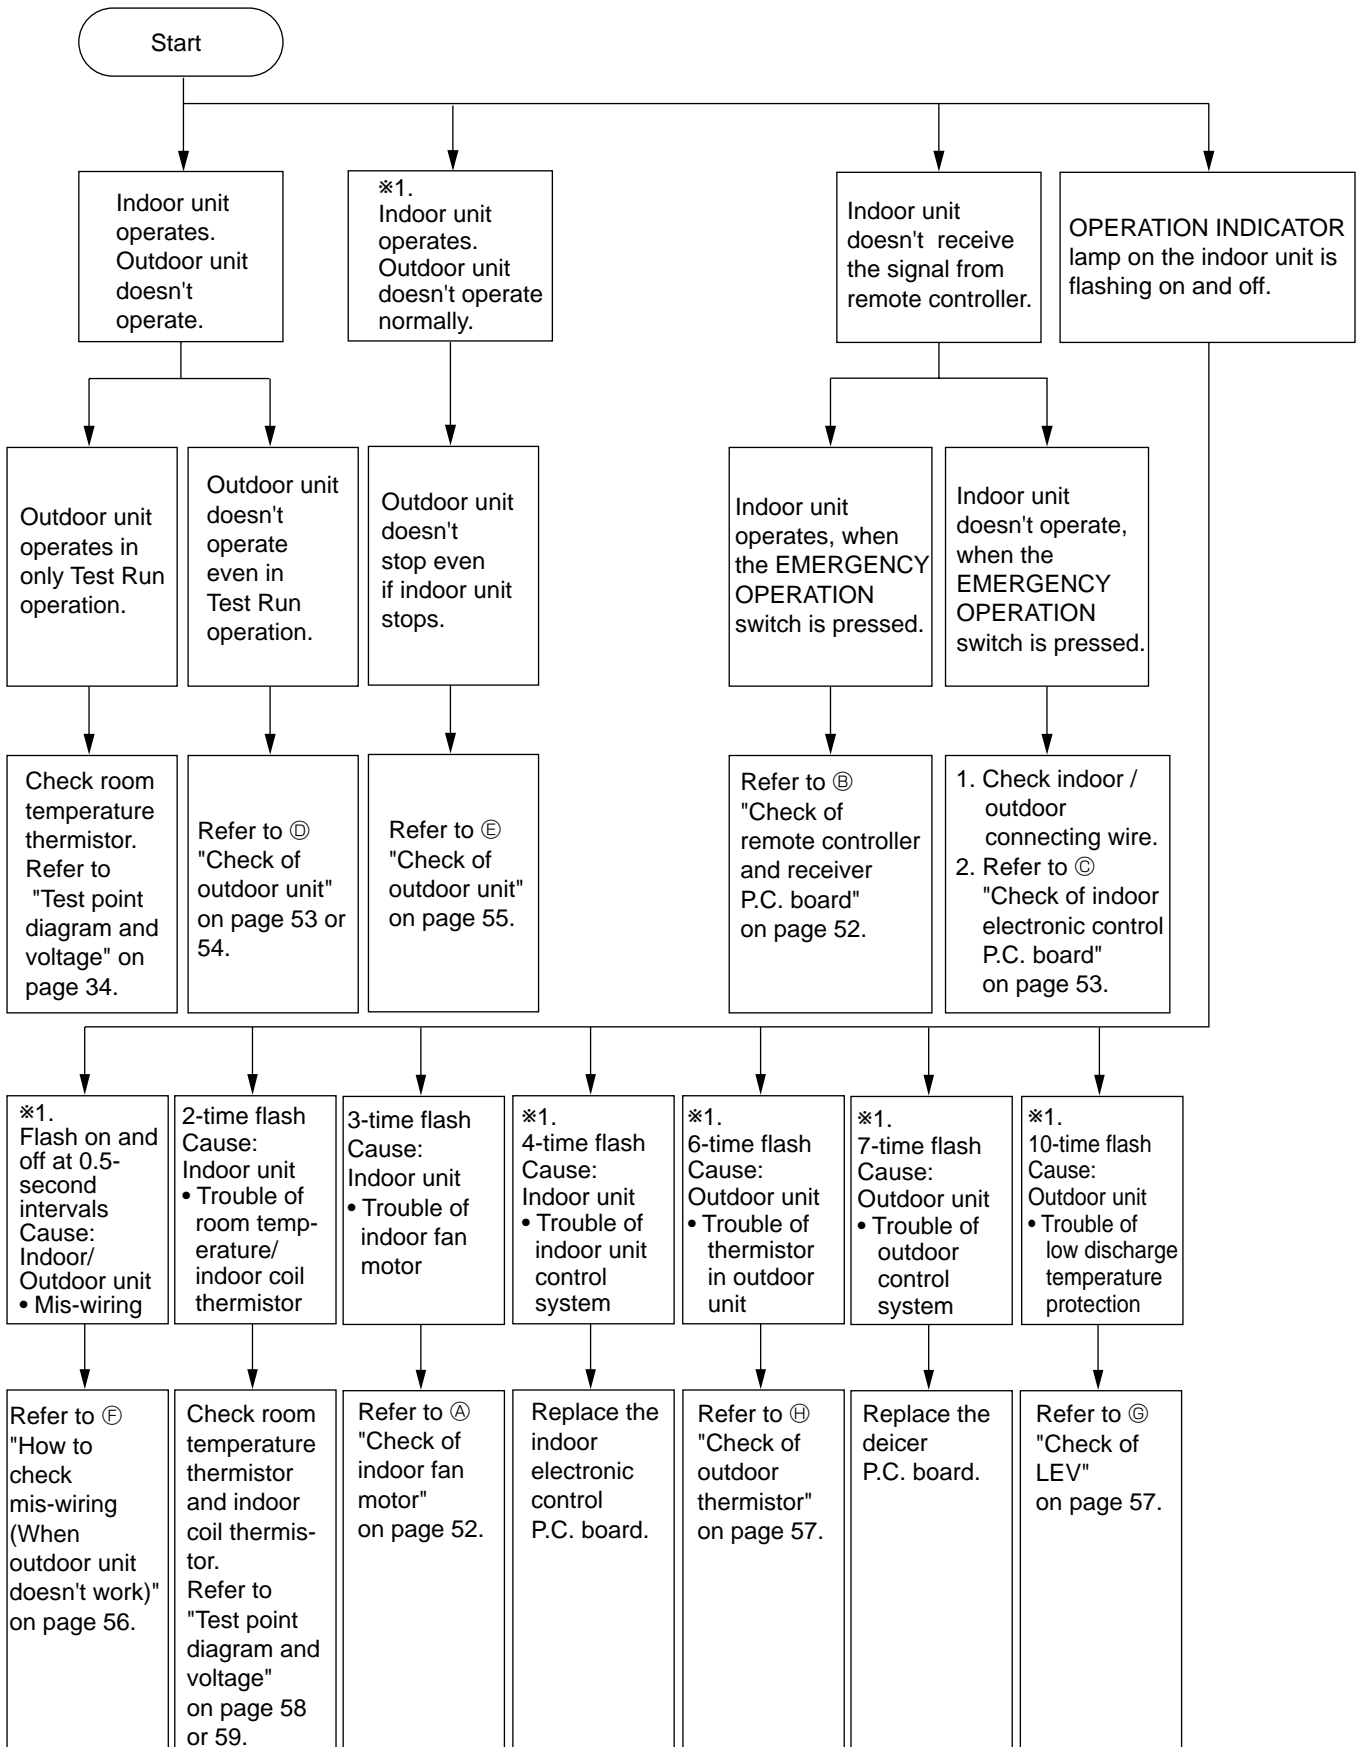 Start
Indoor unit
operates.
Outdoor unit
doesn't
operate.
※1.
Indoor unit
operates.
Outdoor unit
doesn't operate
normally.
Indoor unit
doesn't receive
the signal from
remote controller.
OPERATION INDICATOR
lamp on the indoor unit is
flashing on and off.
Outdoor unit
operates in
only Test Run
operation.
Outdoor unit
doesn't
operate
even in
Test Run
operation.
Outdoor unit
doesn't
stop even
if indoor unit
stops.
Indoor unit
operates, when
the EMERGENCY
OPERATION
switch is pressed.
Indoor unit
doesn't operate,
when the
EMERGENCY
OPERATION
switch is pressed.
Check room
temperature
thermistor.
Refer to
"Test point
diagram and
voltage" on
page 34.
Refer to Ⓓ
"Check of
outdoor unit"
on page 53 or
54.
Refer to Ⓔ
"Check of
outdoor unit"
on page 55.
Refer to Ⓑ
"Check of
remote controller
and receiver
P.C. board"
on page 52.
1. Check indoor /
outdoor
connecting wire.
2. Refer to Ⓒ
"Check of indoor
electronic control
P.C. board"
on page 53.
※1.
Flash on and
off at 0.5-
second
intervals
Cause:
Indoor/
Outdoor unit
• Mis-wiring
2-time flash
Cause:
Indoor unit
• Trouble of
room temp-
erature/
indoor coil
thermistor
3-time flash
Cause:
Indoor unit
• Trouble of
indoor fan
motor
※1.
4-time flash
Cause:
Indoor unit
• Trouble of
indoor unit
control
system
※1.
6-time flash
Cause:
Outdoor unit
• Trouble of
thermistor
in outdoor
unit
※1.
7-time flash
Cause:
Outdoor unit
• Trouble of
outdoor
control
system
※1.
10-time flash
Cause:
Outdoor unit
• Trouble of
low discharge
temperature
protection
Refer to Ⓕ
"How to
check
mis-wiring
(When
outdoor unit
doesn't work)"
on page 56.
Check room
temperature
thermistor
and indoor
coil thermis-
tor.
Refer to
"Test point
diagram and
voltage"
on page 58
or 59.
Refer to Ⓐ
"Check of
indoor fan
motor"
on page 52.
Replace the
indoor
electronic
control
P.C. board.
Refer to Ⓗ
"Check of
outdoor
thermistor"
on page 57.
Replace the
deicer
P.C. board.
Refer to Ⓖ
"Check of
LEV"
on page 57.